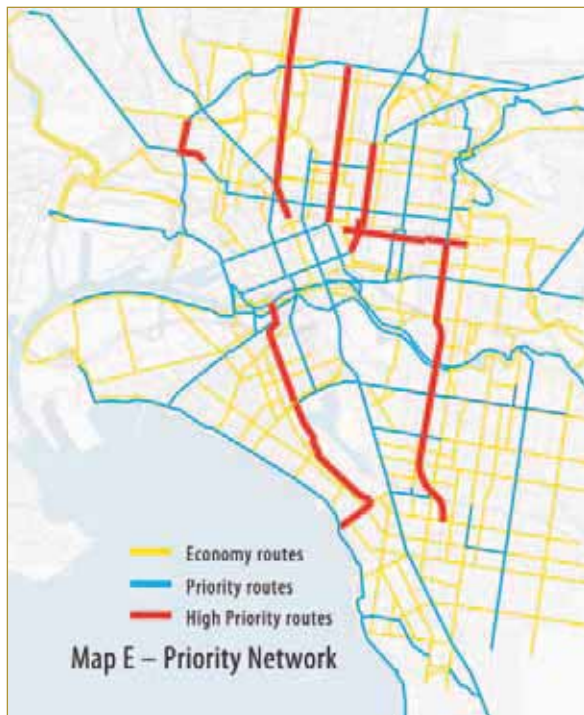 Economy routes
Priority routes
High Priority routes
Map E – Priority Network